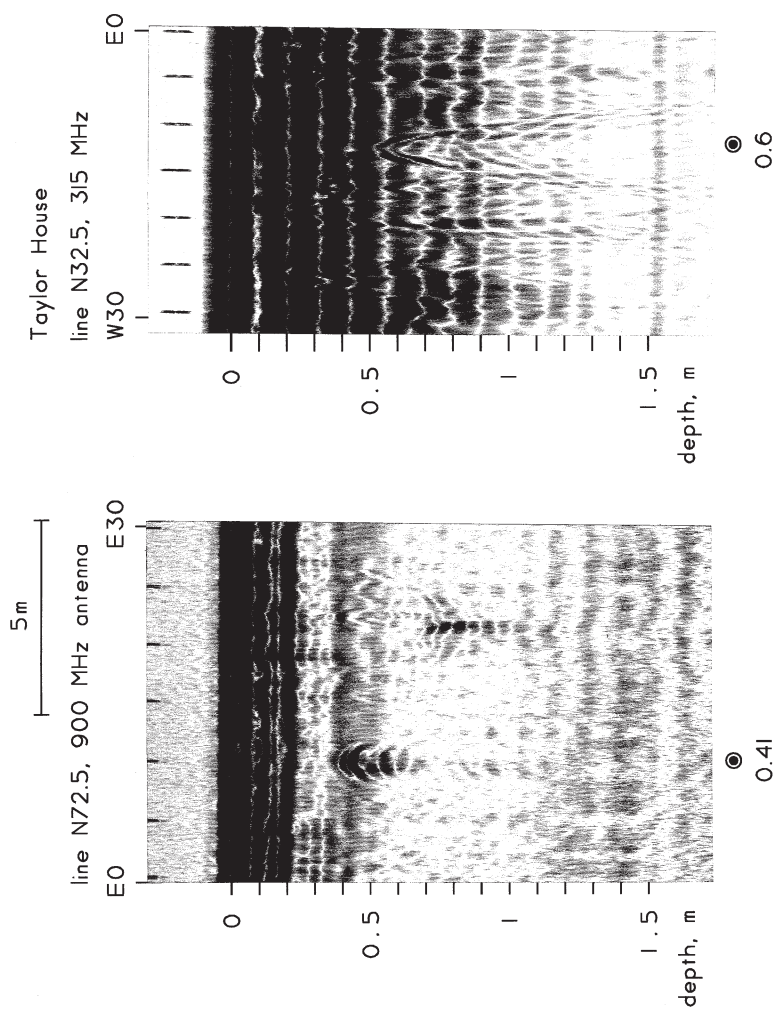 Taylor House
line N32.5, 315 MHz
W30
E0
0
0.5
1
1.5
depth, m
0.6
5m
line N72.5, 900 MHz antenna
E0
E30
0
0.5
1
1.5
depth, m
0.41